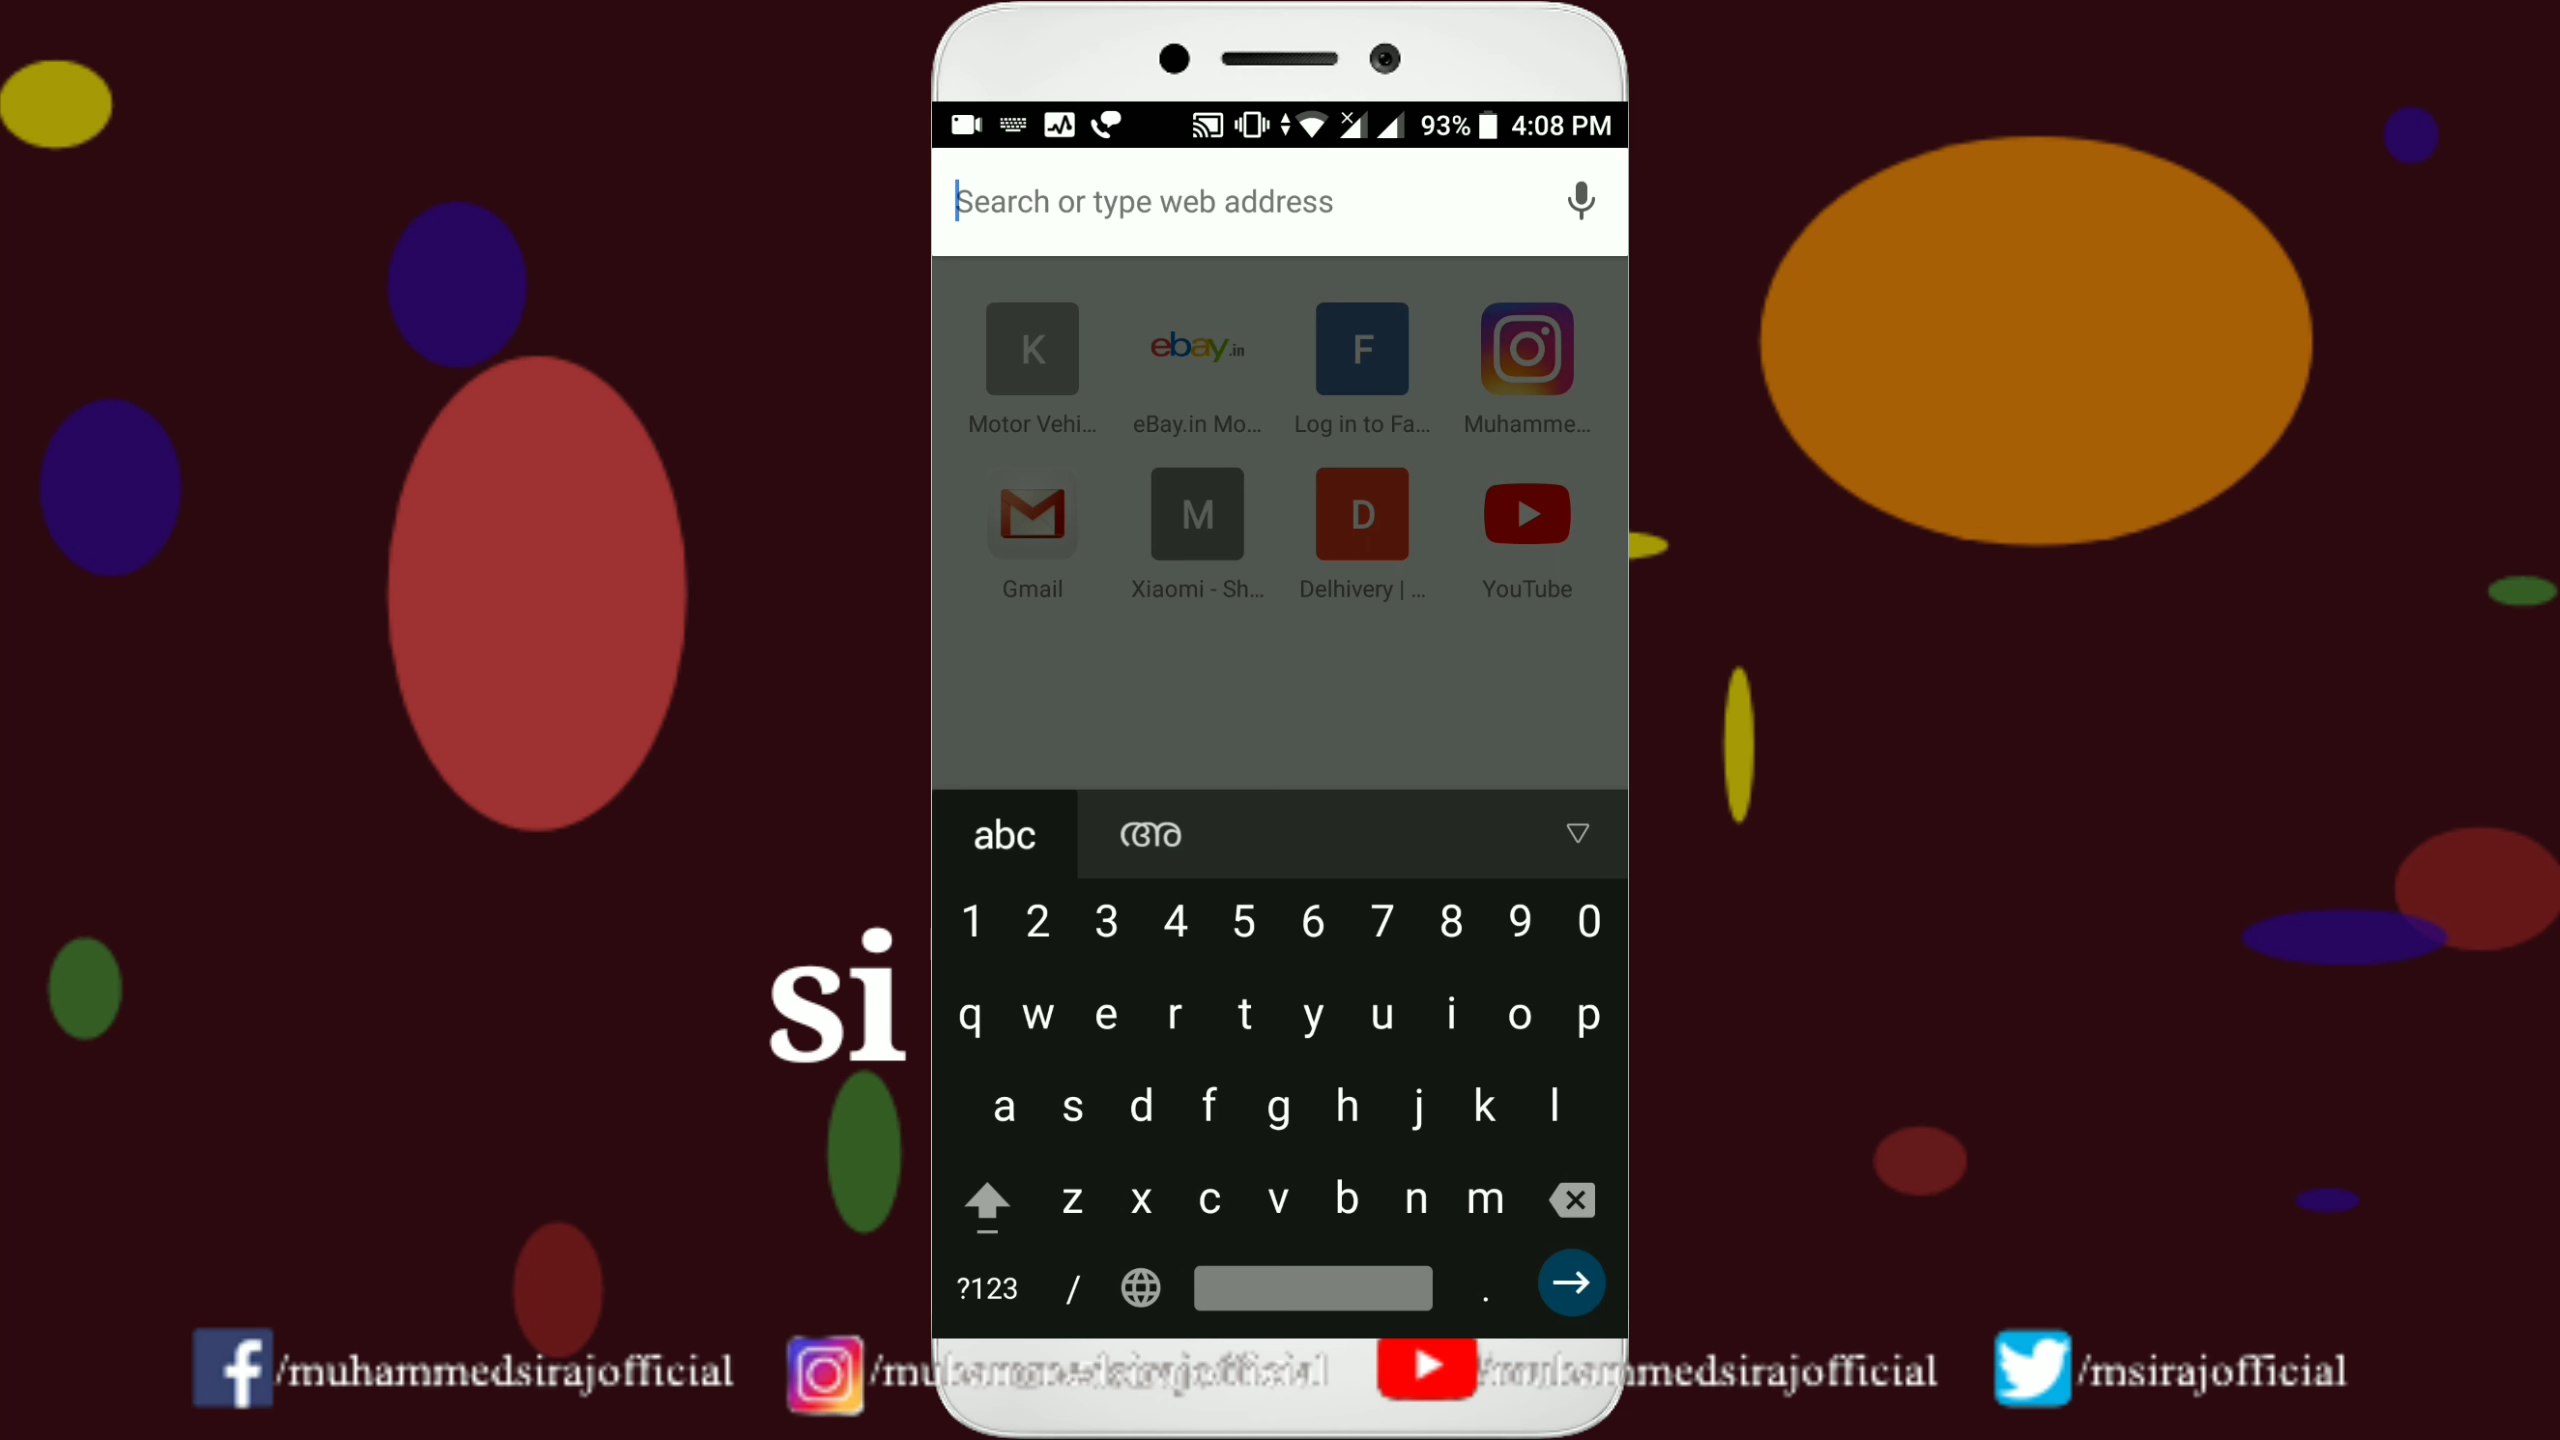 93% 4:08 PM
Search or type web address
K ebay.in F
Motor Vehi... eBay.in Mo... Log in to Fa... Muhamme...
M D
Gmail Xiaomi - Sh... Delhivery | ... YouTube
abc അ
1 2 3 4 5 6 7 8 9 0
q w e r t y u i o p
a s d f g h j k l
si
z x c v b n m
?123 / .
/muhammedsirajofficial /muhammedsirajofficial /muhammedsirajofficial /msirajofficial